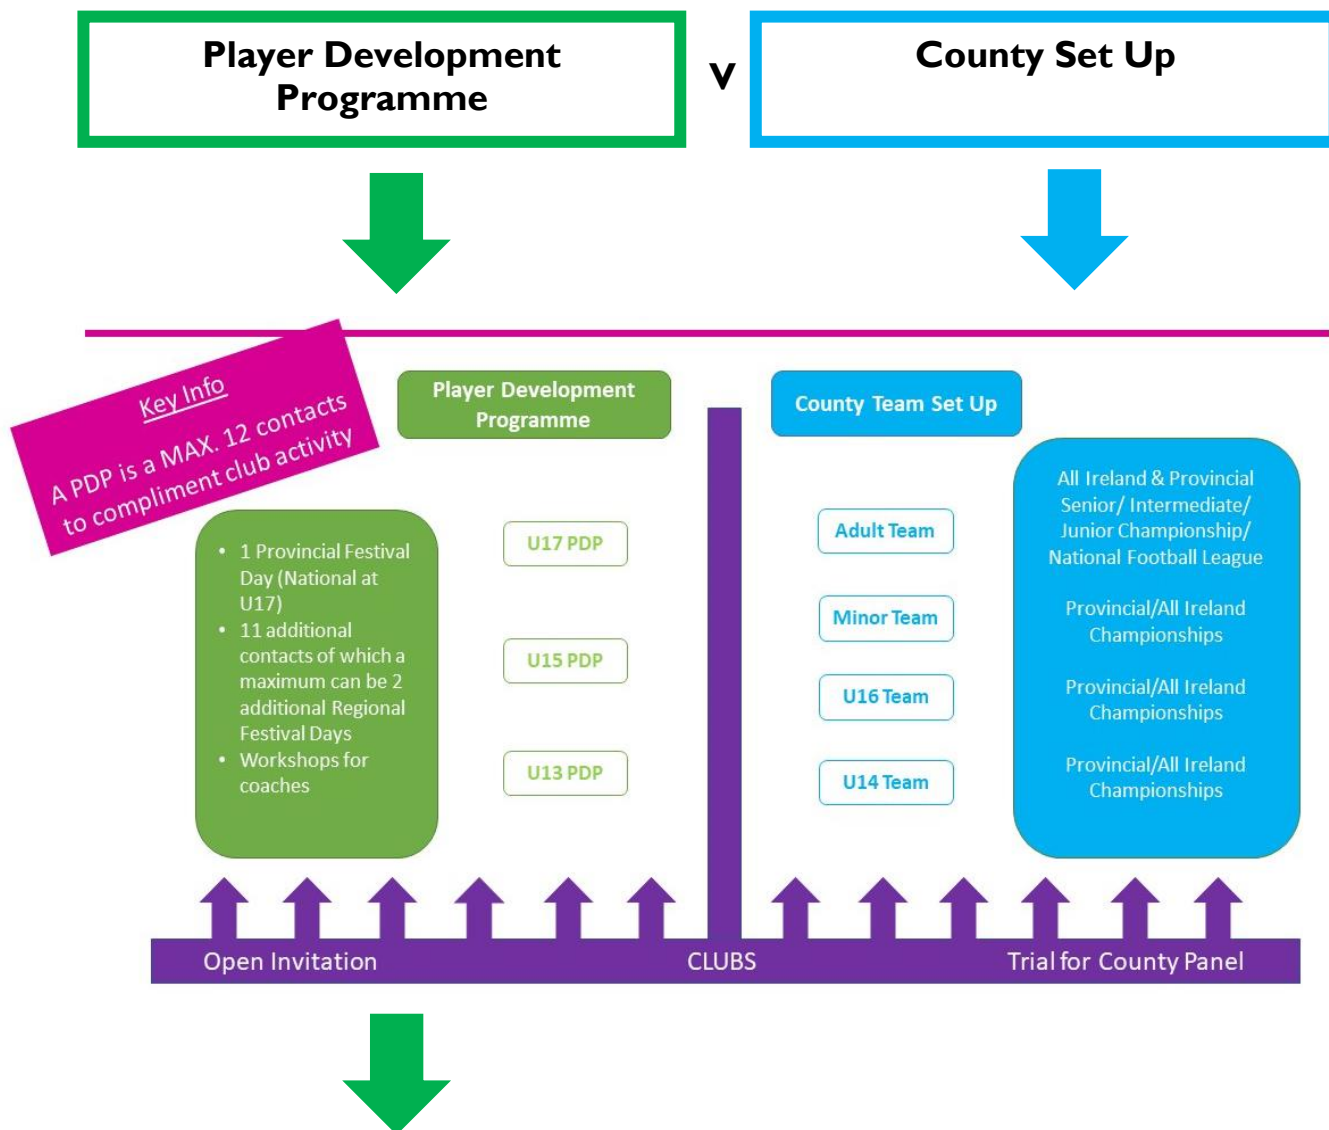 Player Development
Programme
V
County Set Up
Key Info
A PDP is a MAX. 12 contacts
to compliment club activity
Player Development
Programme
• 1 Provincial Festival
Day (National at
U17)
• 11 additional
contacts of which a
maximum can be 2
additional Regional
Festival Days
• Workshops for
coaches
U17 PDP
U15 PDP
U13 PDP
County Team Set Up
Adult Team
Minor Team
U16 Team
U14 Team
All Ireland & Provincial
Senior/ Intermediate/
Junior Championship/
National Football League
Provincial/All Ireland
Championships
Provincial/All Ireland
Championships
Provincial/All Ireland
Championships
Open Invitation
CLUBS
Trial for County Panel